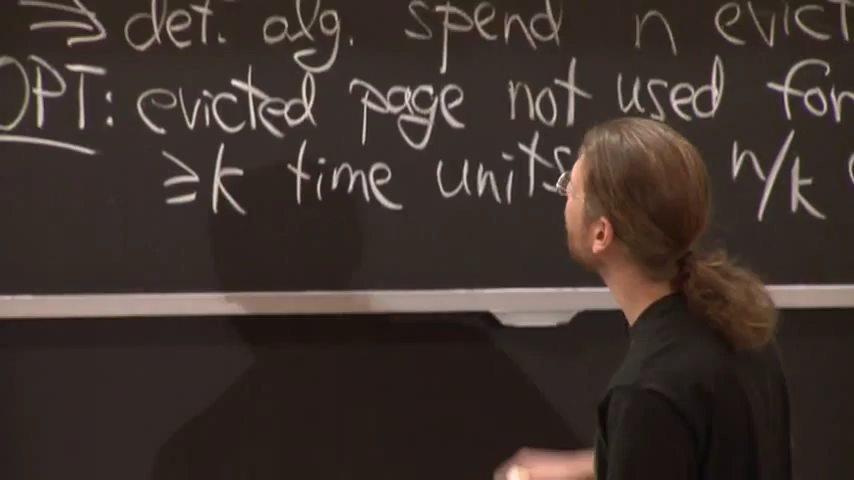 ⇒ det. alg. spend n evict
OPT: evicted page not used for
≥k time units n/k